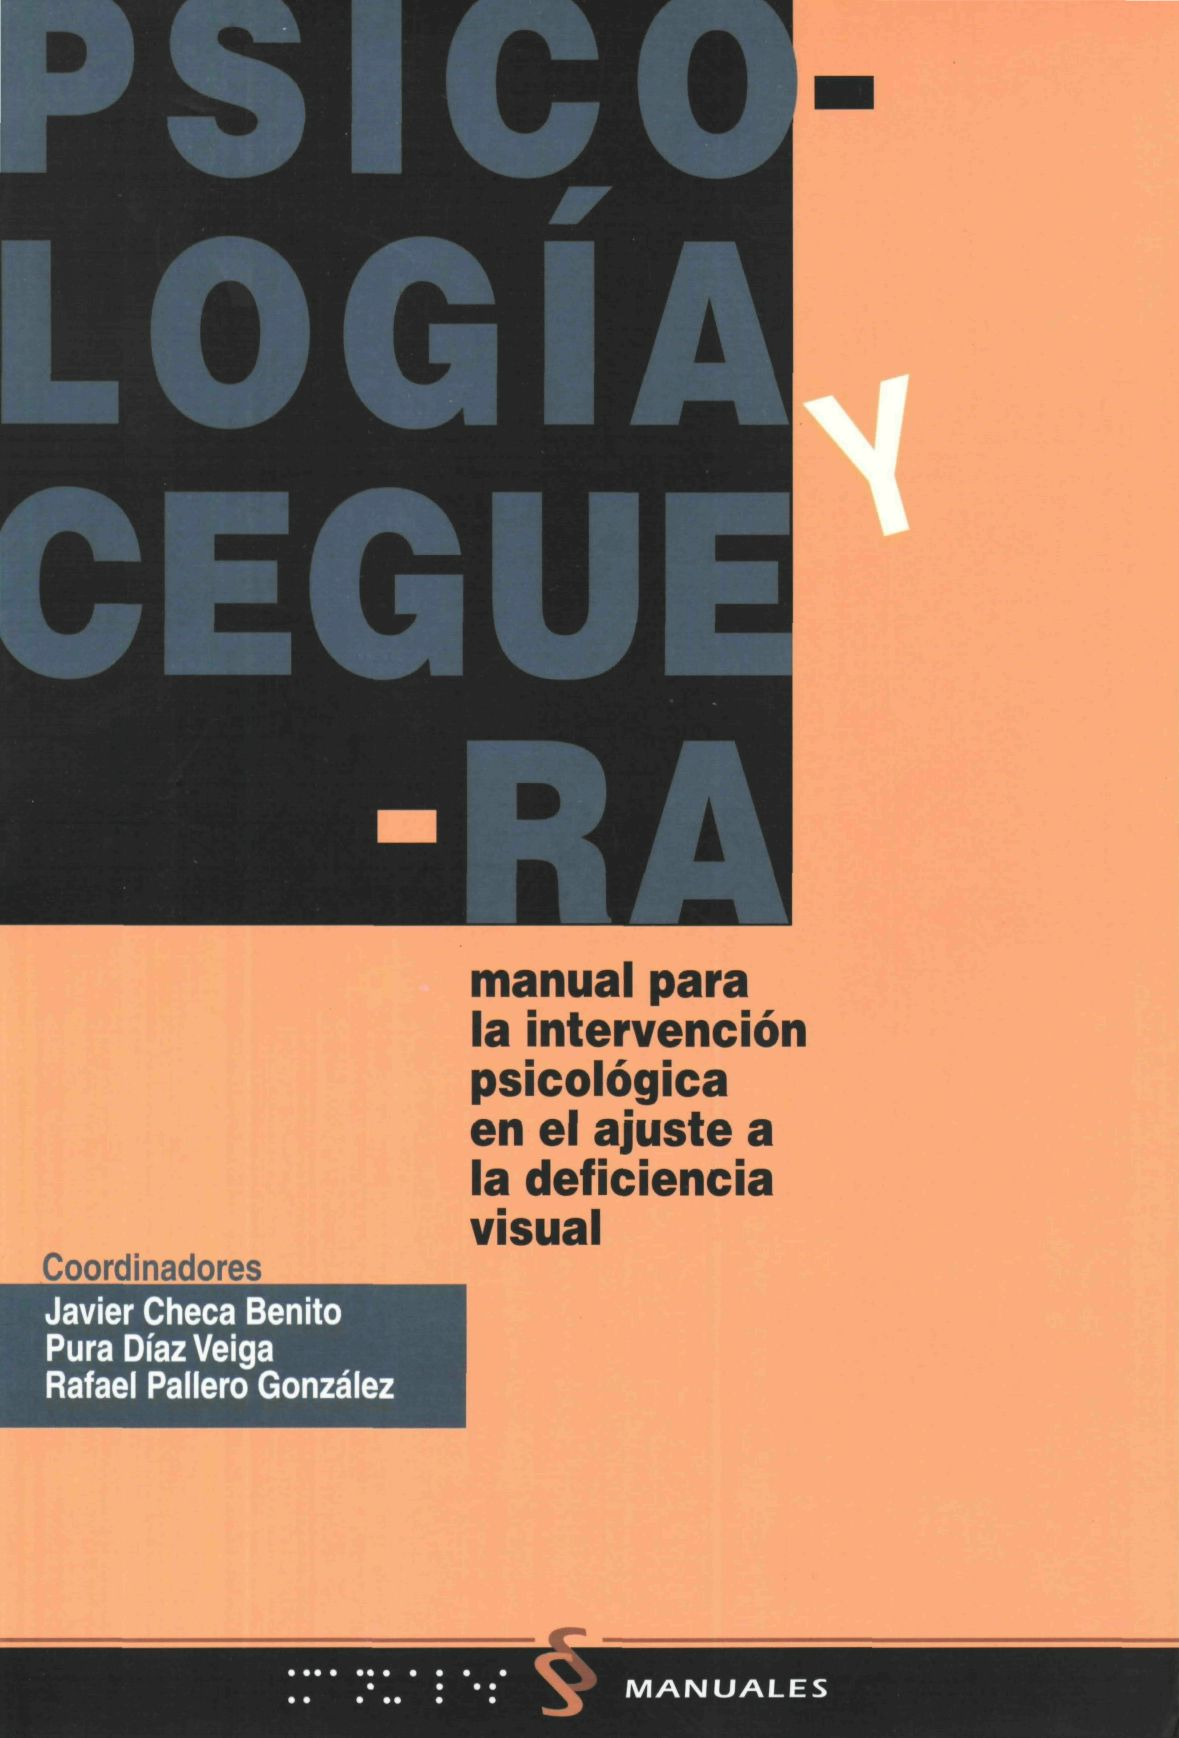 PSICO-
LOGÍA Y
CEGUE
-RA
manual para
la intervención
psicológica
en el ajuste a
la deficiencia
visual
Coordinadores
Javier Checa Benito
Pura Díaz Veiga
Rafael Pallero González
MANUALES